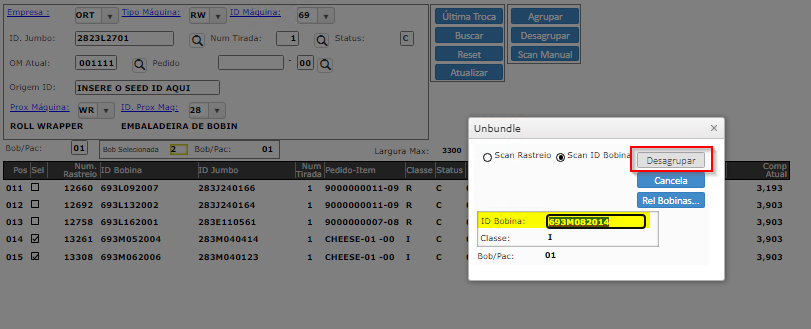 Empresa : ORT Tipo Máquina: RW ID Máquina: 69
ID. Jumbo: 2823L2701 Num Tirada: 1 Status: C
OM Atual: 001111 Pedido - 00
Origem ID: INSERE O SEED ID AQUI
Prox Máquina: WR ID. Prox Maq: 28
ROLL WRAPPER EMBALADEIRA DE BOBIN
Bob/Pac: 01 Bob Selecionada 2 Bob/Pac: 01 Largura Max: 3300
Última Troca
Buscar
Reset
Atualizar
Agrupar
Desagrupar
Scan Manual
Pos Sel Num. Rastreio ID Bobina ID Jumbo Num Tirada Pedido-Item Classe Status Comp Atual
011 12660 693L092007 283J240166 1 9000000011-09 R C 3,193
012 12692 693L132002 283J240164 1 9000000011-09 R C 3,903
013 12758 693L162001 283E110561 1 9000000007-08 R C 3,903
014 13261 693M052004 283M040414 1 CHEESE-01 -00 I C 3,903
015 13308 693M062006 283M040123 1 CHEESE-01 -00 I C 3,903
Unbundle ×
Scan Rastreio Scan ID Bobina Desagrupar
Cancela
Rel Bobinas...
ID Bobina: 693M082014
Classe: I
Bob/Pac: 01